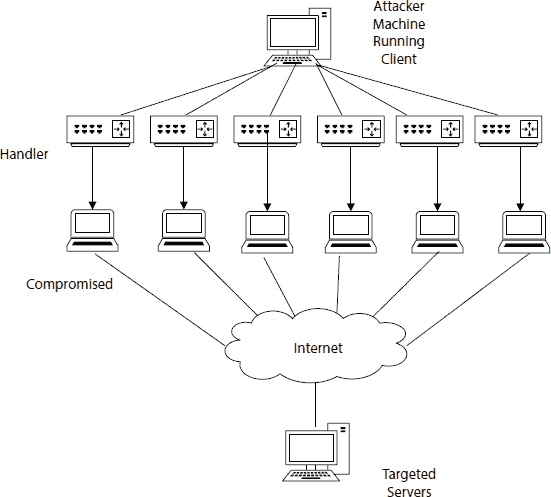 Attacker
Machine
Running
Client
Handler
Compromised
Internet
Targeted
Servers